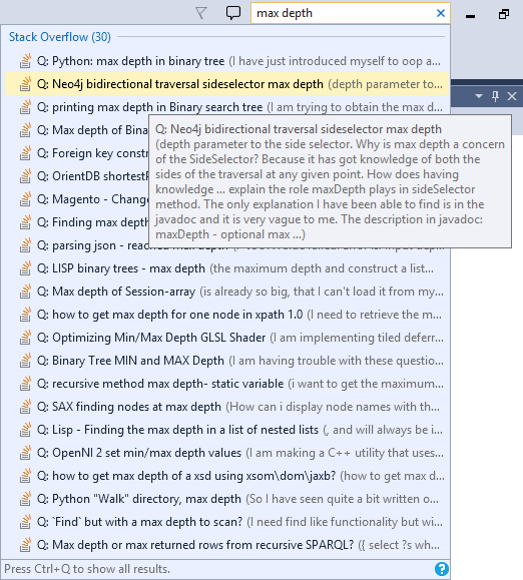 max depth
Stack Overflow (30)
Q: Python: max depth in binary tree (I have just introduced myself to oop a...
Q: Neo4j bidirectional traversal sideselector max depth (depth parameter to...
Q: printing max depth in Binary search tree (I am trying to obtain the max d...
Q: Max depth of Bina
Q: Neo4j bidirectional traversal sideselector max depth
(depth parameter to the side selector. Why is max depth a concern
of the SideSelector? Because it has got knowledge of both the
sides of the traversal at any given point. How does having
knowledge ... explain the role maxDepth plays in sideSelector
method. The only explanation I have been able to find is in the
javadoc and it is very vague to me. The description in javadoc:
maxDepth - optional max ...)
Q: Foreign key constr
Q: OrientDB shortestP
Q: Magento - Change
Q: Finding max depth
Q: parsing json - reached max depth
Q: LISP binary trees - max depth (the maximum depth and construct a list...
Q: Max depth of Session-array (is already so big, that I can't load it from my...
Q: how to get max depth for one node in xpath 1.0 (I need to retrieve the m...
Q: Optimizing Min/Max Depth GLSL Shader (I am implementing tiled deferr...
Q: Binary Tree MIN and MAX Depth (I am having trouble with these questio...
Q: recursive method max depth- static variable (i want to get the maximum...
Q: SAX finding nodes at max depth (How can i display node names with th...
Q: Lisp - Finding the max depth in a list of nested lists (, and will always be i...
Q: OpenNI 2 set min/max depth values (I am making a C++ utility that uses...
Q: how to get max depth of a xsd using xsom\dom\jaxb? (how to get max d...
Q: Python "Walk" directory, max depth (So I have seen quite a bit written o...
Q: `Find` but with a max depth to scan? (I need find like functionality but wi...
Q: Max depth or max returned rows from recursive SPARQL? ({ select ?s wh...
Press Ctrl+Q to show all results.